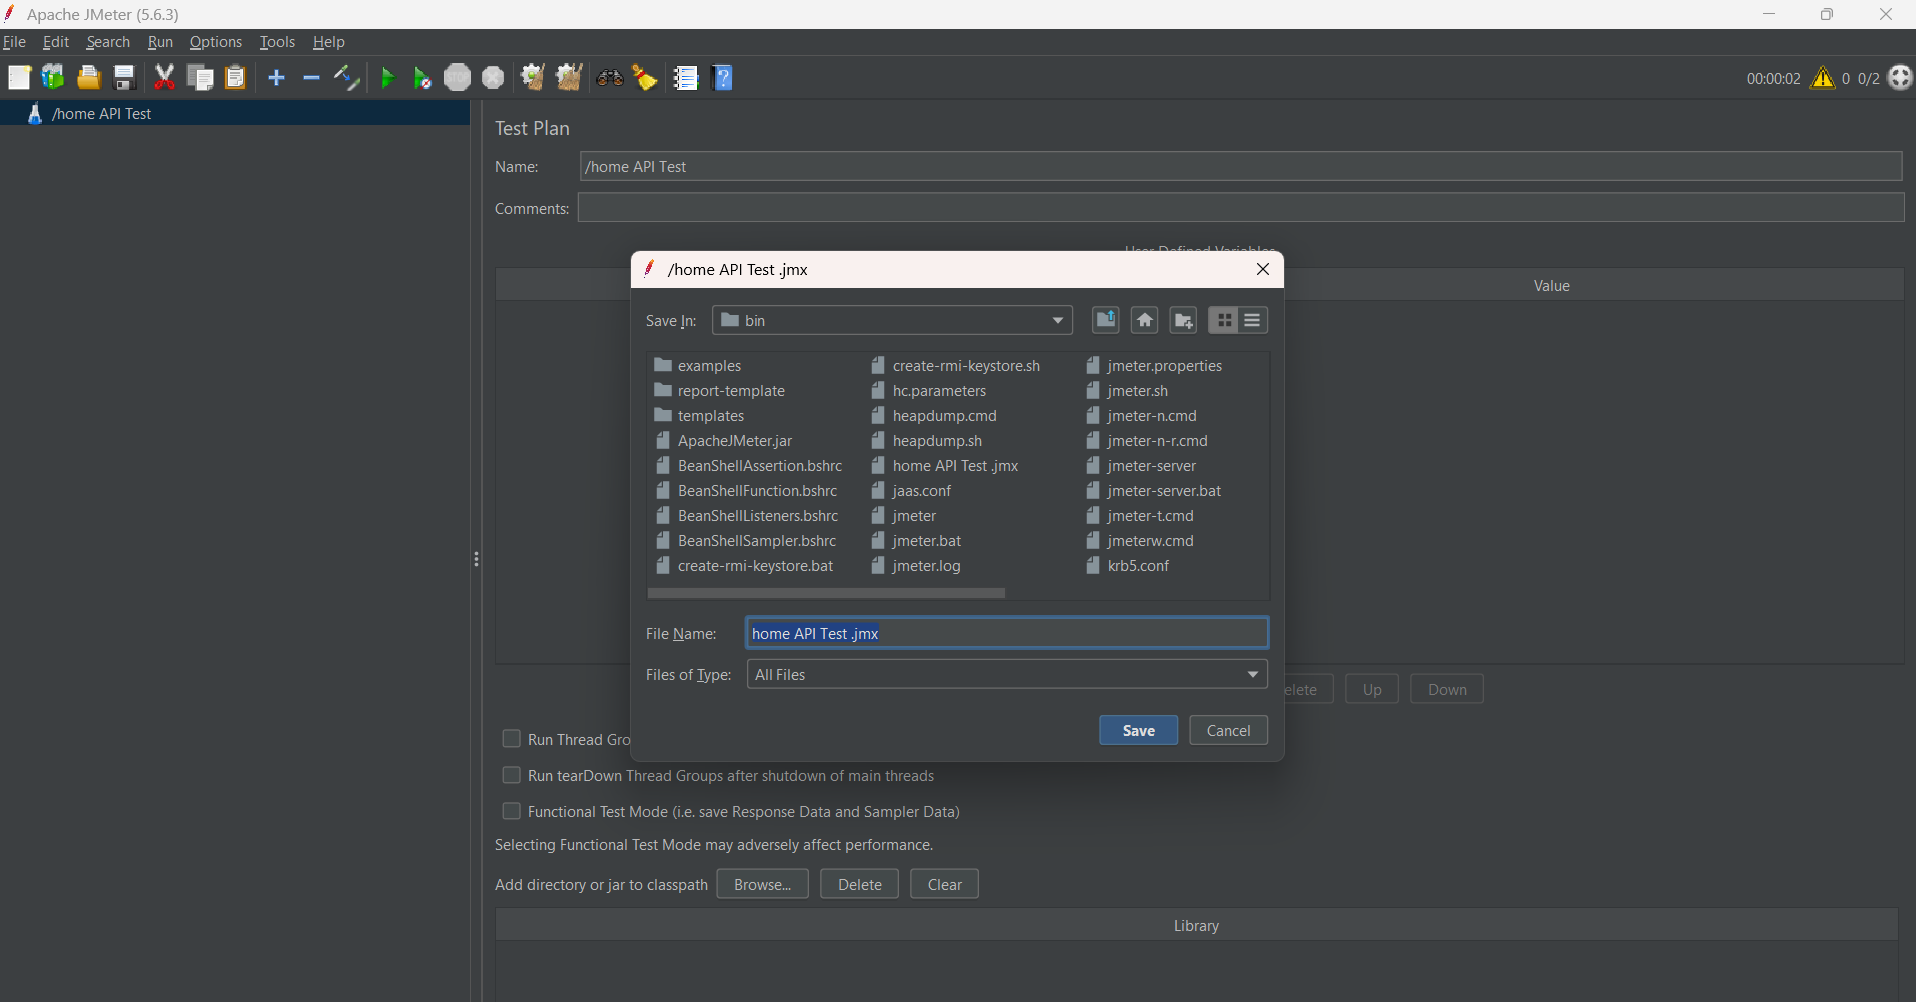 Apache JMeter (5.6.3)
File Edit Search Run Options Tools Help
STOP
00:00:02 0 0/2
/home API Test
Test Plan
Name: /home API Test
Comments:
User Defined Variables
Value
/home API Test .jmx
Save In: bin
examples
report-template
templates
ApacheJMeter.jar
BeanShellAssertion.bshrc
BeanShellFunction.bshrc
BeanShellListeners.bshrc
BeanShellSampler.bshrc
create-rmi-keystore.bat
create-rmi-keystore.sh
hc.parameters
heapdump.cmd
heapdump.sh
home API Test .jmx
jaas.conf
jmeter
jmeter.bat
jmeter.log
jmeter.properties
jmeter.sh
jmeter-n.cmd
jmeter-n-r.cmd
jmeter-server
jmeter-server.bat
jmeter-t.cmd
jmeterw.cmd
krb5.conf
File Name: home API Test .jmx
Files of Type: All Files
Save Cancel
elete Up Down
Run Thread Gro
Run tearDown Thread Groups after shutdown of main threads
Functional Test Mode (i.e. save Response Data and Sampler Data)
Selecting Functional Test Mode may adversely affect performance.
Add directory or jar to classpath Browse... Delete Clear
Library